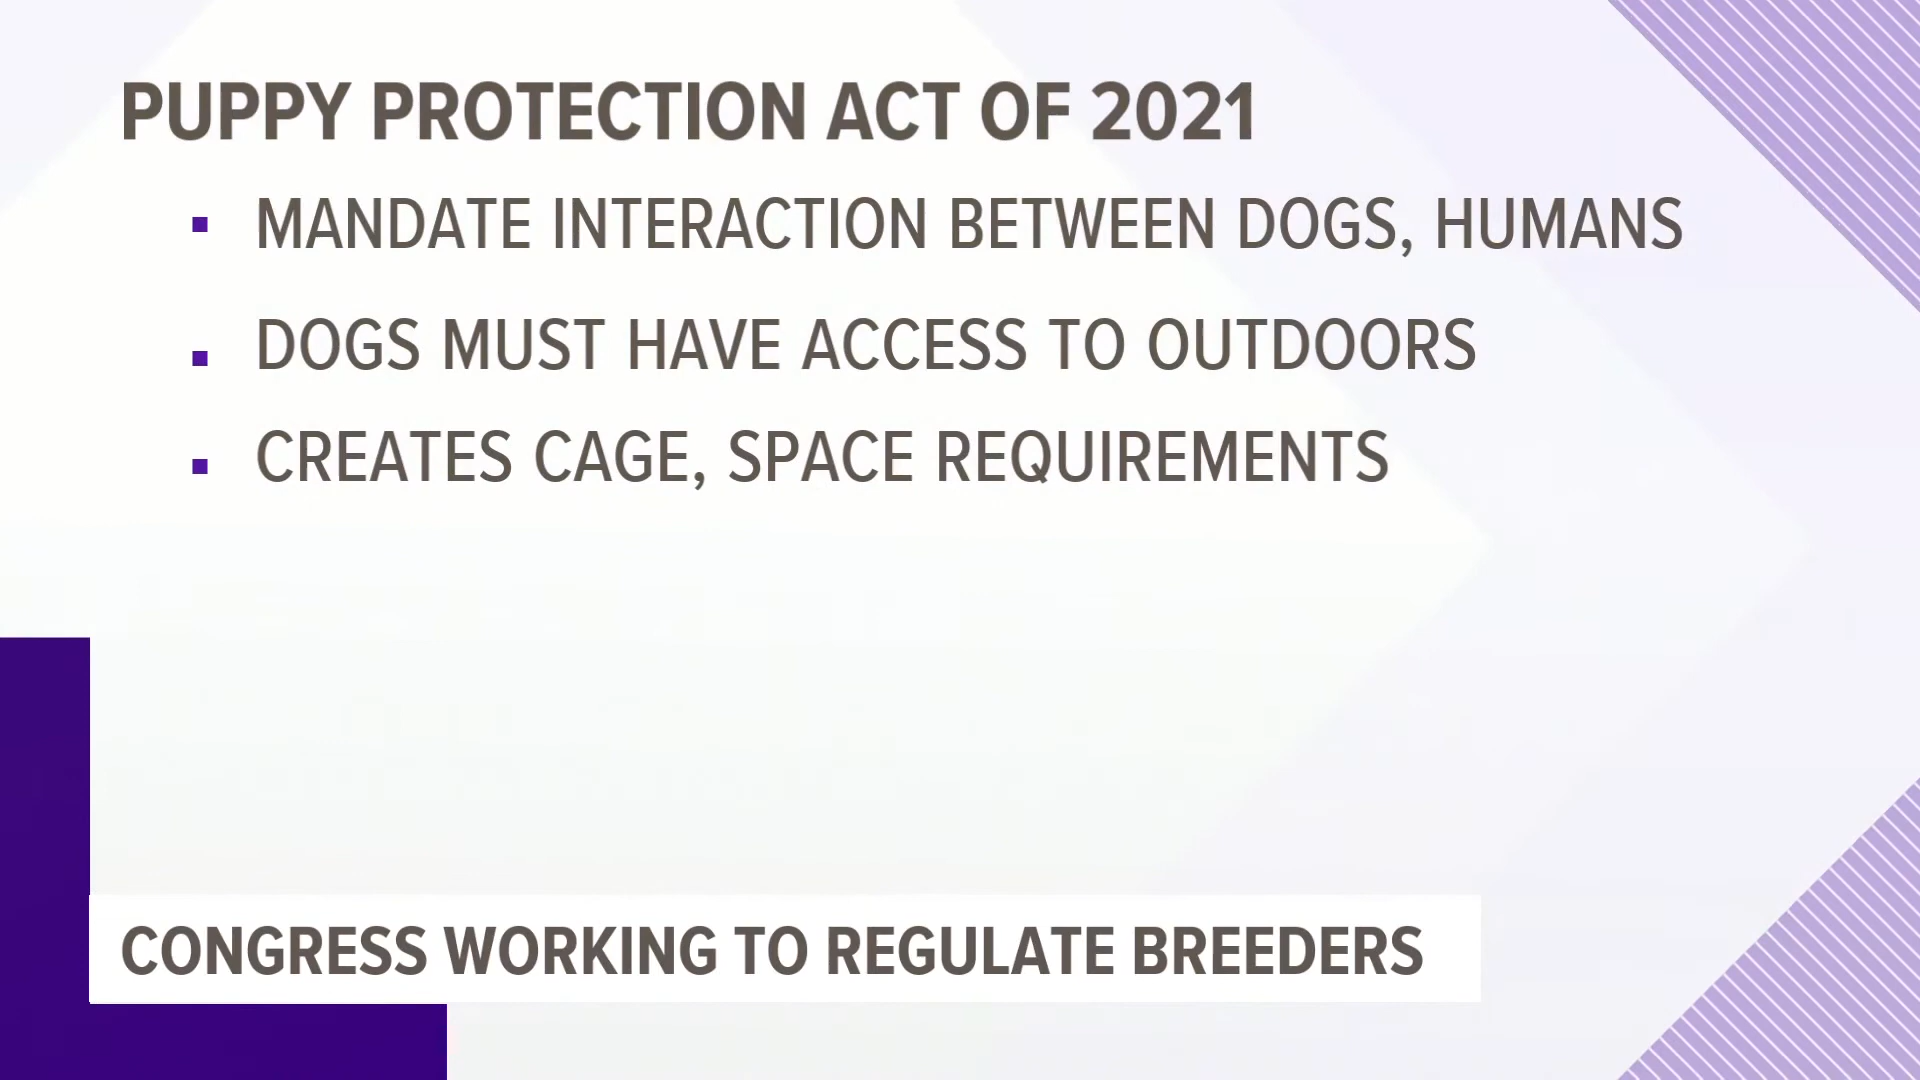 PUPPY PROTECTION ACT OF 2021
▪ MANDATE INTERACTION BETWEEN DOGS, HUMANS
▪ DOGS MUST HAVE ACCESS TO OUTDOORS
▪ CREATES CAGE, SPACE REQUIREMENTS
CONGRESS WORKING TO REGULATE BREEDERS